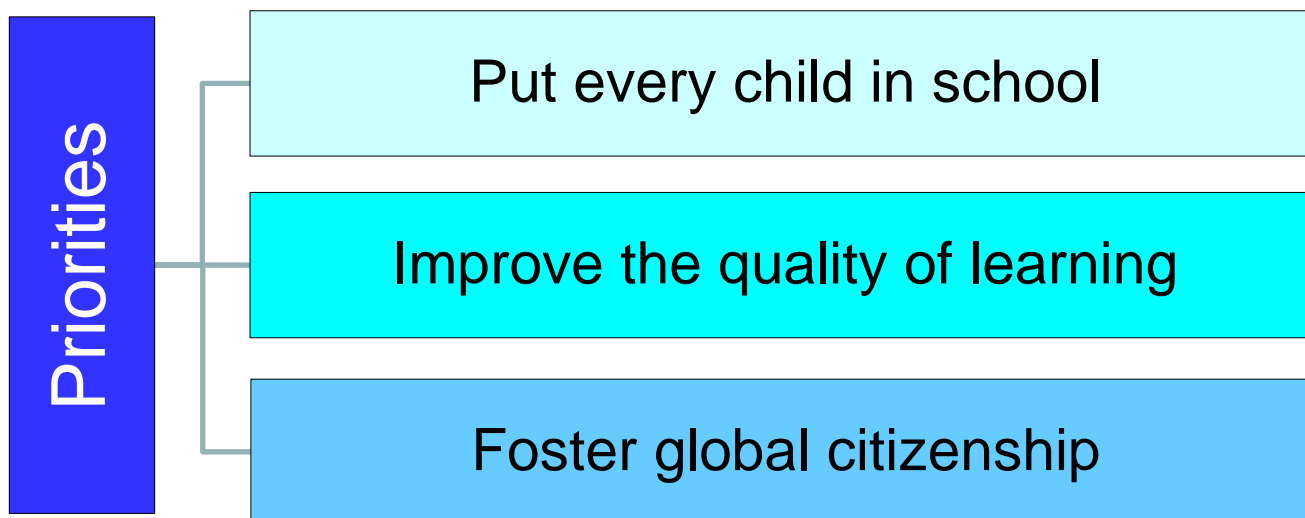 Priorities
Put every child in school
Improve the quality of learning
Foster global citizenship